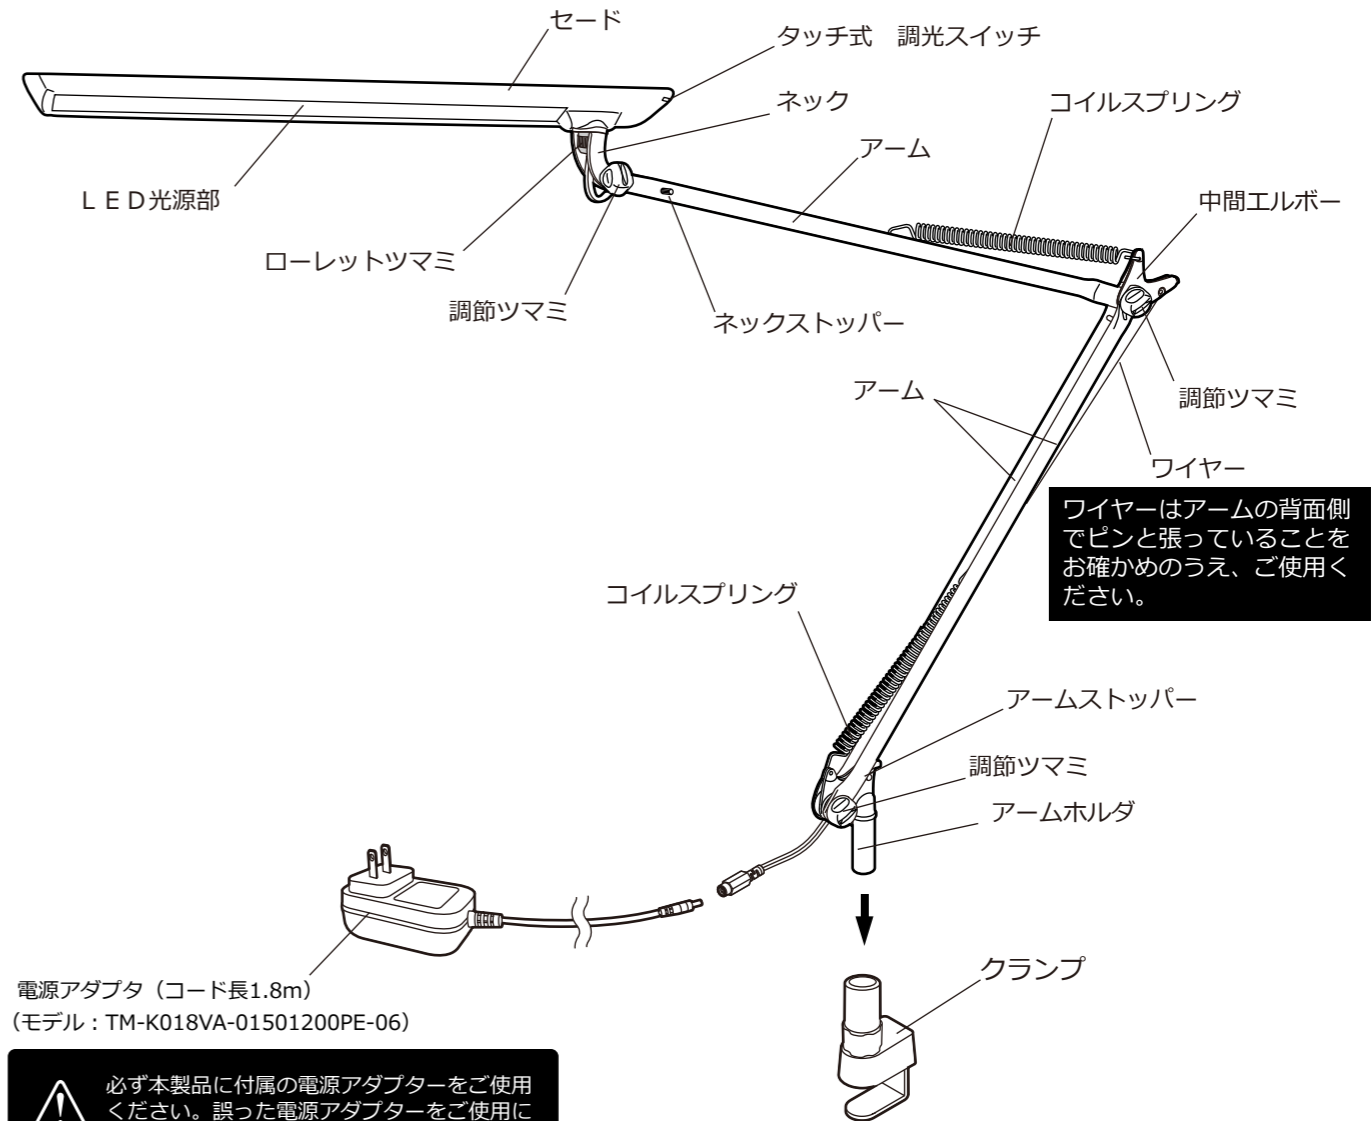 セード
タッチ式　調光スイッチ
ネック
コイルスプリング
アーム
ＬＥＤ光源部
中間エルボー
ローレットツマミ
調節ツマミ
ネックストッパー
アーム
調節ツマミ
ワイヤー
ワイヤーはアームの背面側
でピンと張っていることを
お確かめのうえ、ご使用く
ださい。
コイルスプリング
アームストッパー
調節ツマミ
アームホルダ
クランプ
電源アダプタ（コード長1.8m）
（モデル：TM-K018VA-01501200PE-06）
必ず本製品に付属の電源アダプターをご使用
ください。誤った電源アダプターをご使用に